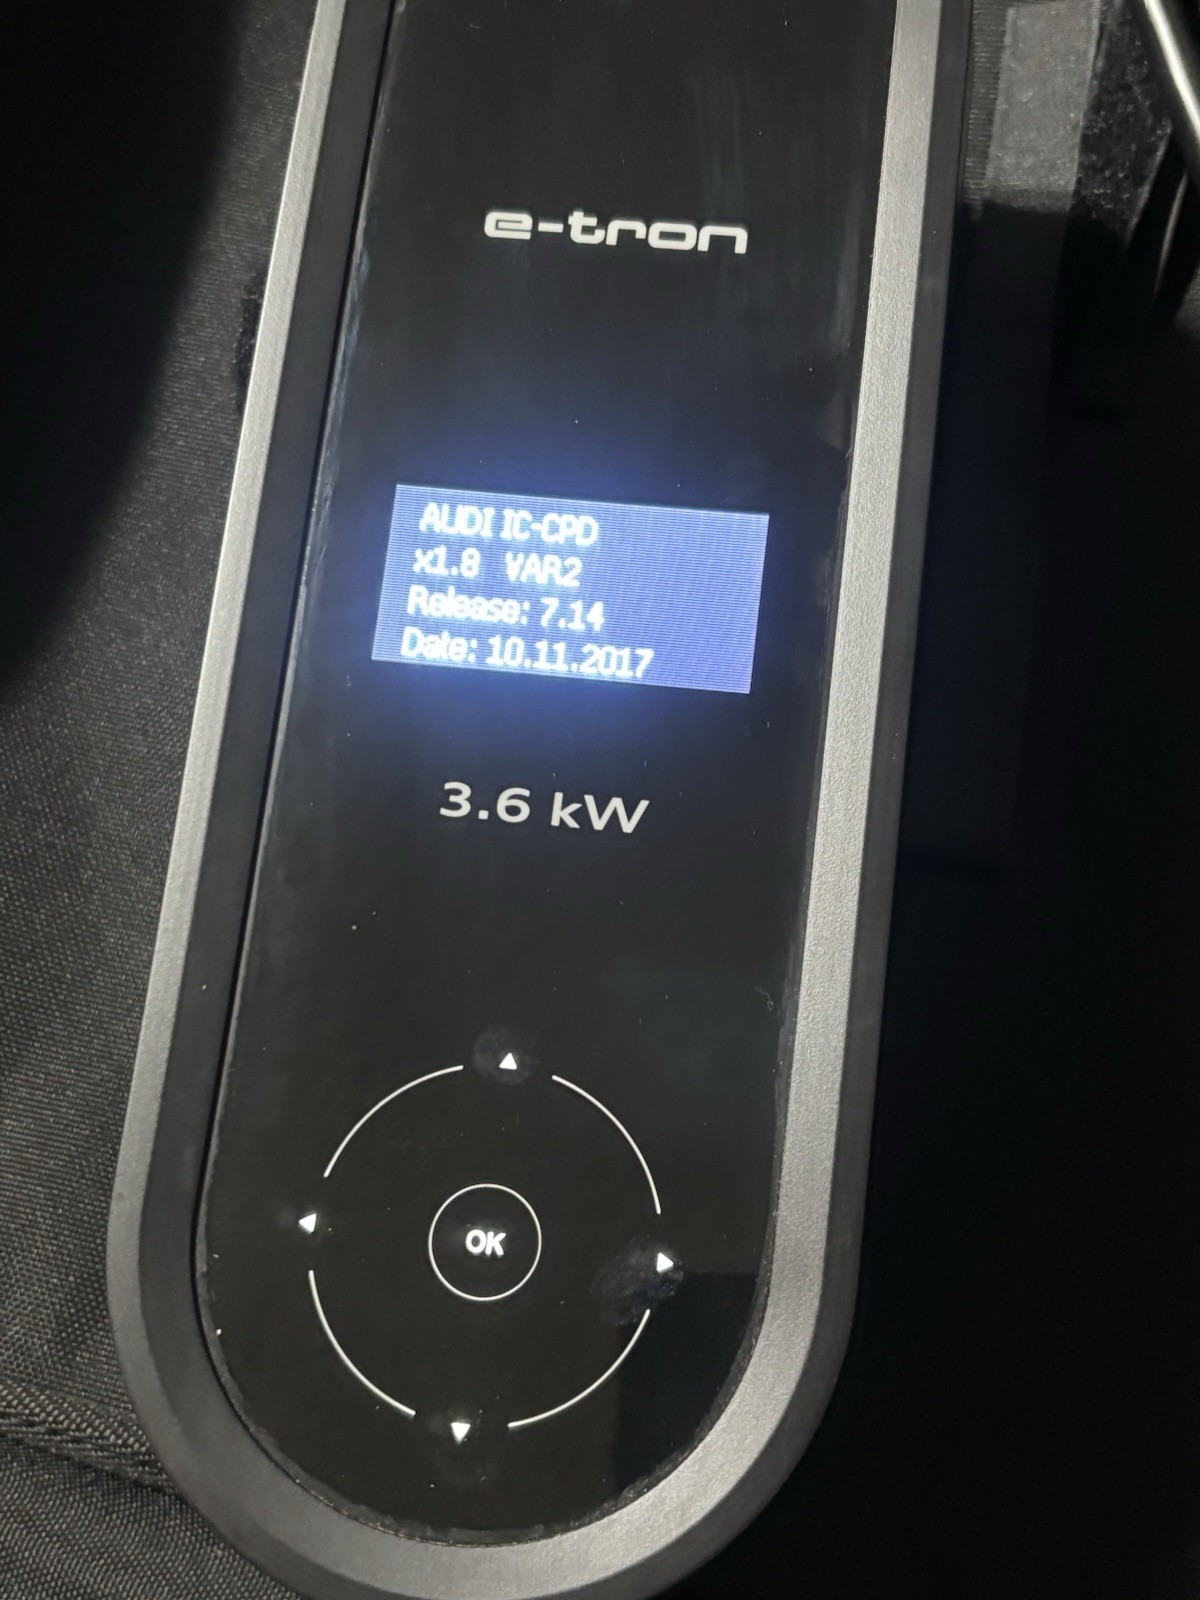 e-tron
AUDI IC-CPD
x1.8 VAR2
Release: 7.14
Date: 10.11.2017
3.6 kW
OK